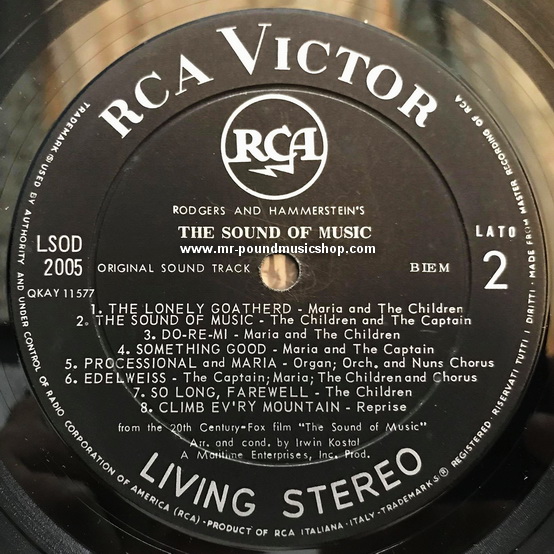 RCA VICTOR
RCA
RODGERS AND HAMMERSTEIN'S
THE SOUND OF MUSIC
www.mr-poundmusicshop.com
LSOD
2005
ORIGINAL SOUND TRACK
BIEM
LATO
2
QKAY 11577
1. THE LONELY GOATHERD - Maria and The Children
2. THE SOUND OF MUSIC - The Children and The Captain
3. DO-RE-MI - Maria and The Children
4. SOMETHING GOOD - Maria and The Captain
5. PROCESSIONAL and MARIA - Organ; Orch. and Nuns Chorus
6. EDELWEISS - The Captain; Maria; The Children and Chorus
7. SO LONG, FAREWELL - The Children
8. CLIMB EV'RY MOUNTAIN - Reprise
from the 20th Century-Fox film "The Sound of Music"
Arr. and cond. by Irwin Kostal
A Maritime Enterprises, Inc. Prod.
LIVING STEREO
TRADEMARK ® USED BY AUTHORITY AND UNDER CONTROL OF RADIO CORPORATION OF AMERICA (RCA) - PRODUCT OF RCA ITALIANA - ITALY - TRADEMARKS ® REGISTERED. RISERVATI TUTTI I DIRITTI - MADE FROM MASTER RECORDING OF RCA